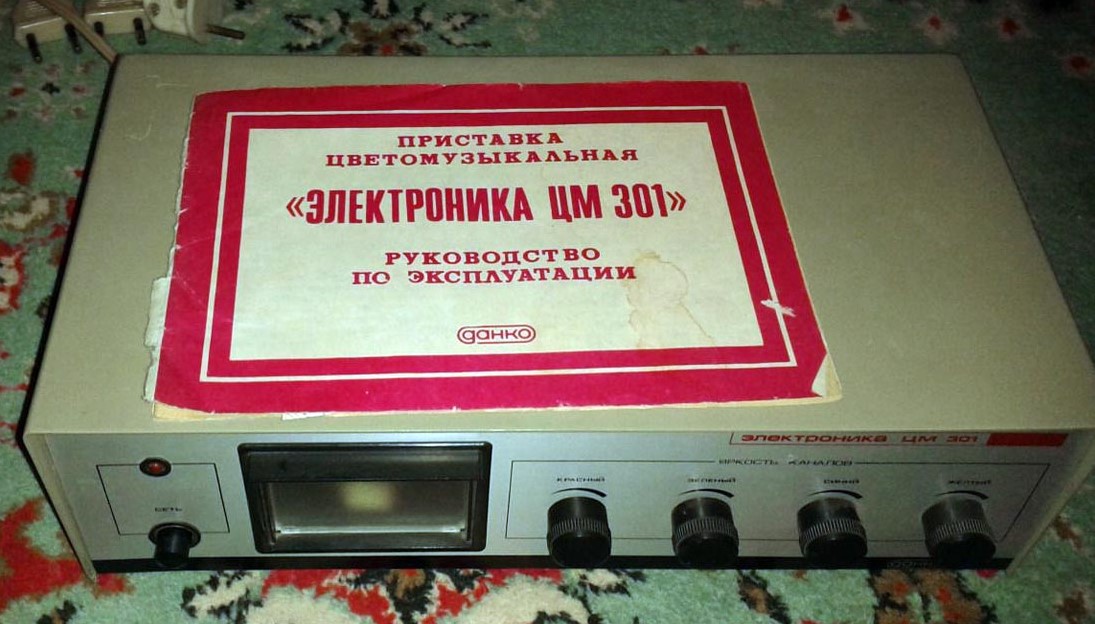 ПРИСТАВКА
ЦВЕТОМУЗЫКАЛЬНАЯ
«ЭЛЕКТРОНИКА ЦМ 301»
РУКОВОДСТВО
ПО ЭКСПЛУАТАЦИИ
данко
электроника ЦМ 301
ЯРКОСТЬ КАНАЛОВ
КРАСНЫЙ ЗЕЛЕНЫЙ СИНИЙ ЖЕЛТЫЙ
СЕТЬ
данко